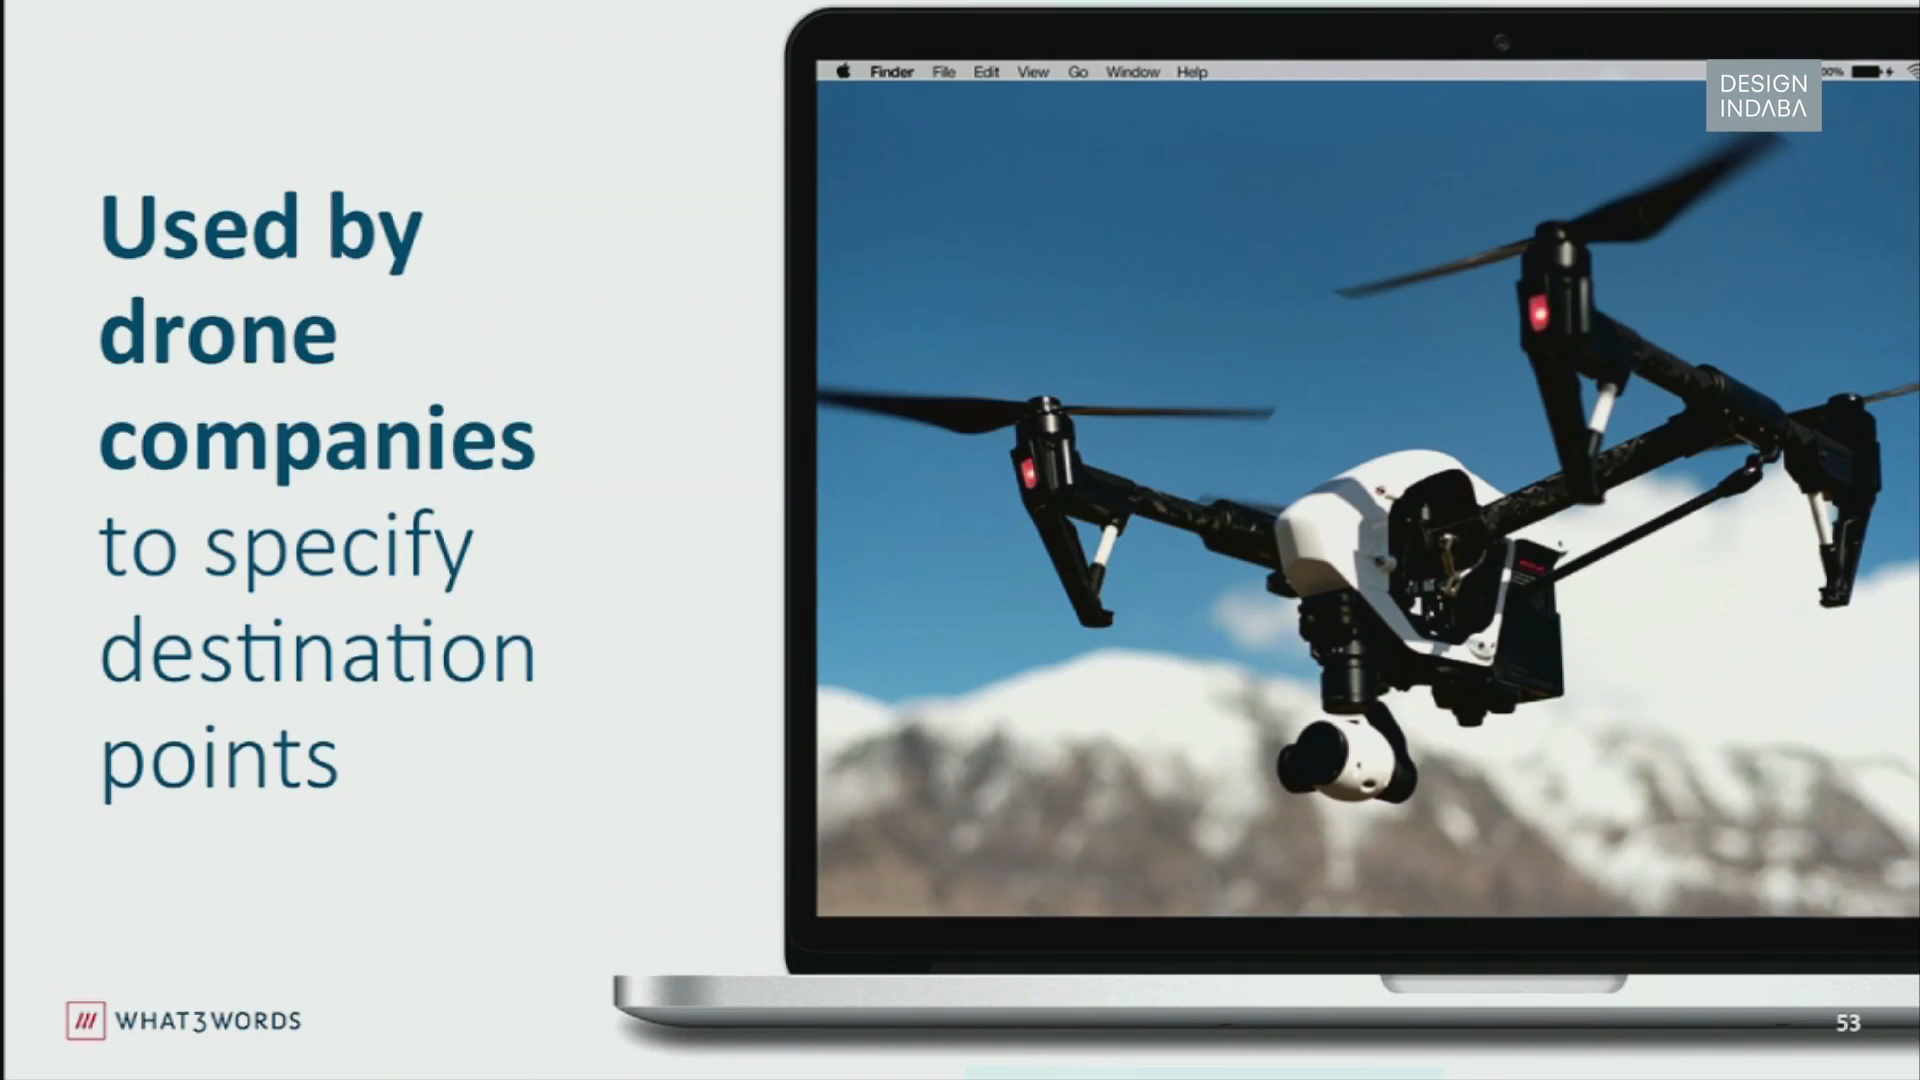 Finder File Edit View Go Window Help
DESIGN
INDABA
Used by
drone
companies
to specify
destination
points
WHAT3WORDS
53